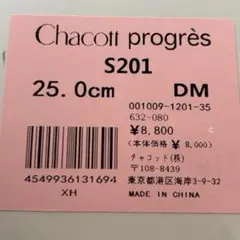 Chacott progrès
S201
25.0cm DM
001009-1201-35
632-080
¥8,800
(本体価格 ¥ 8,000)
チャコット(株)
〒108-8439
東京都港区海岸3-9-32
MADE IN CHINA
4549936131694
XH